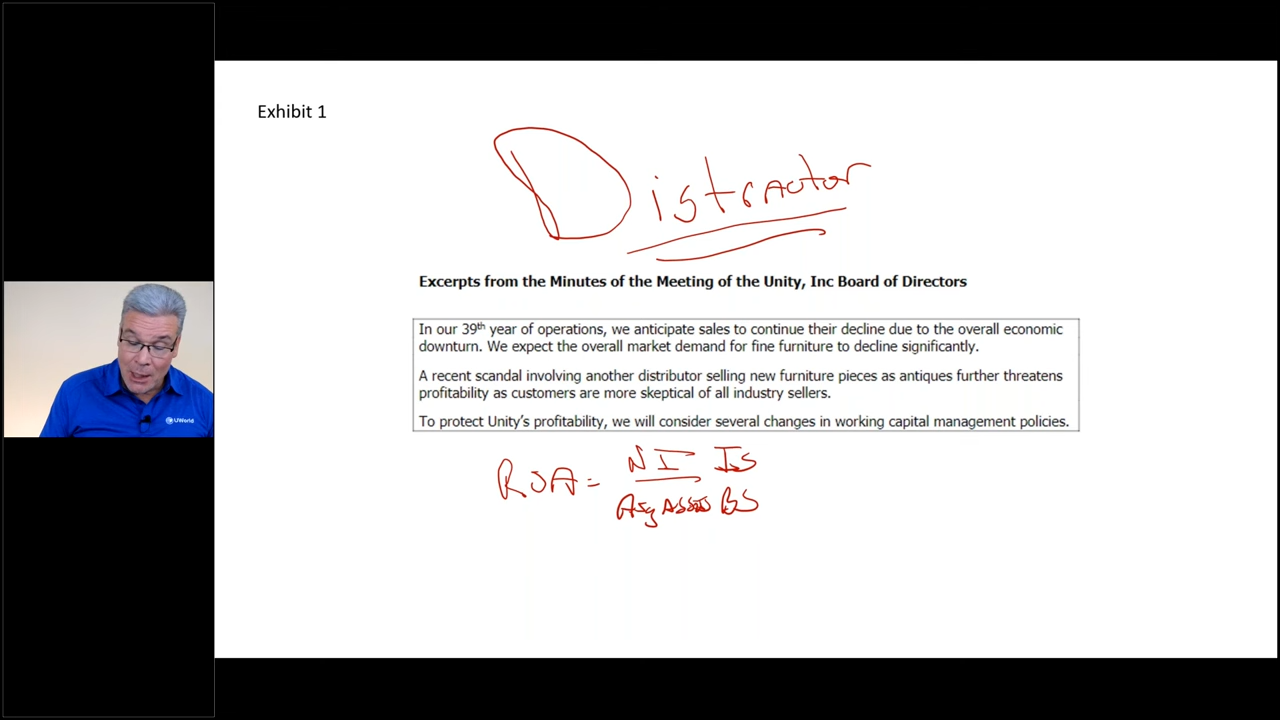 Exhibit 1
Distractor
Excerpts from the Minutes of the Meeting of the Unity, Inc Board of Directors
In our 39th year of operations, we anticipate sales to continue their decline due to the overall economic
downturn. We expect the overall market demand for fine furniture to decline significantly.
A recent scandal involving another distributor selling new furniture pieces as antiques further threatens
profitability as customers are more skeptical of all industry sellers.
To protect Unity's profitability, we will consider several changes in working capital management policies.
ROA = NI IS
Avg Assets BS
UWorld